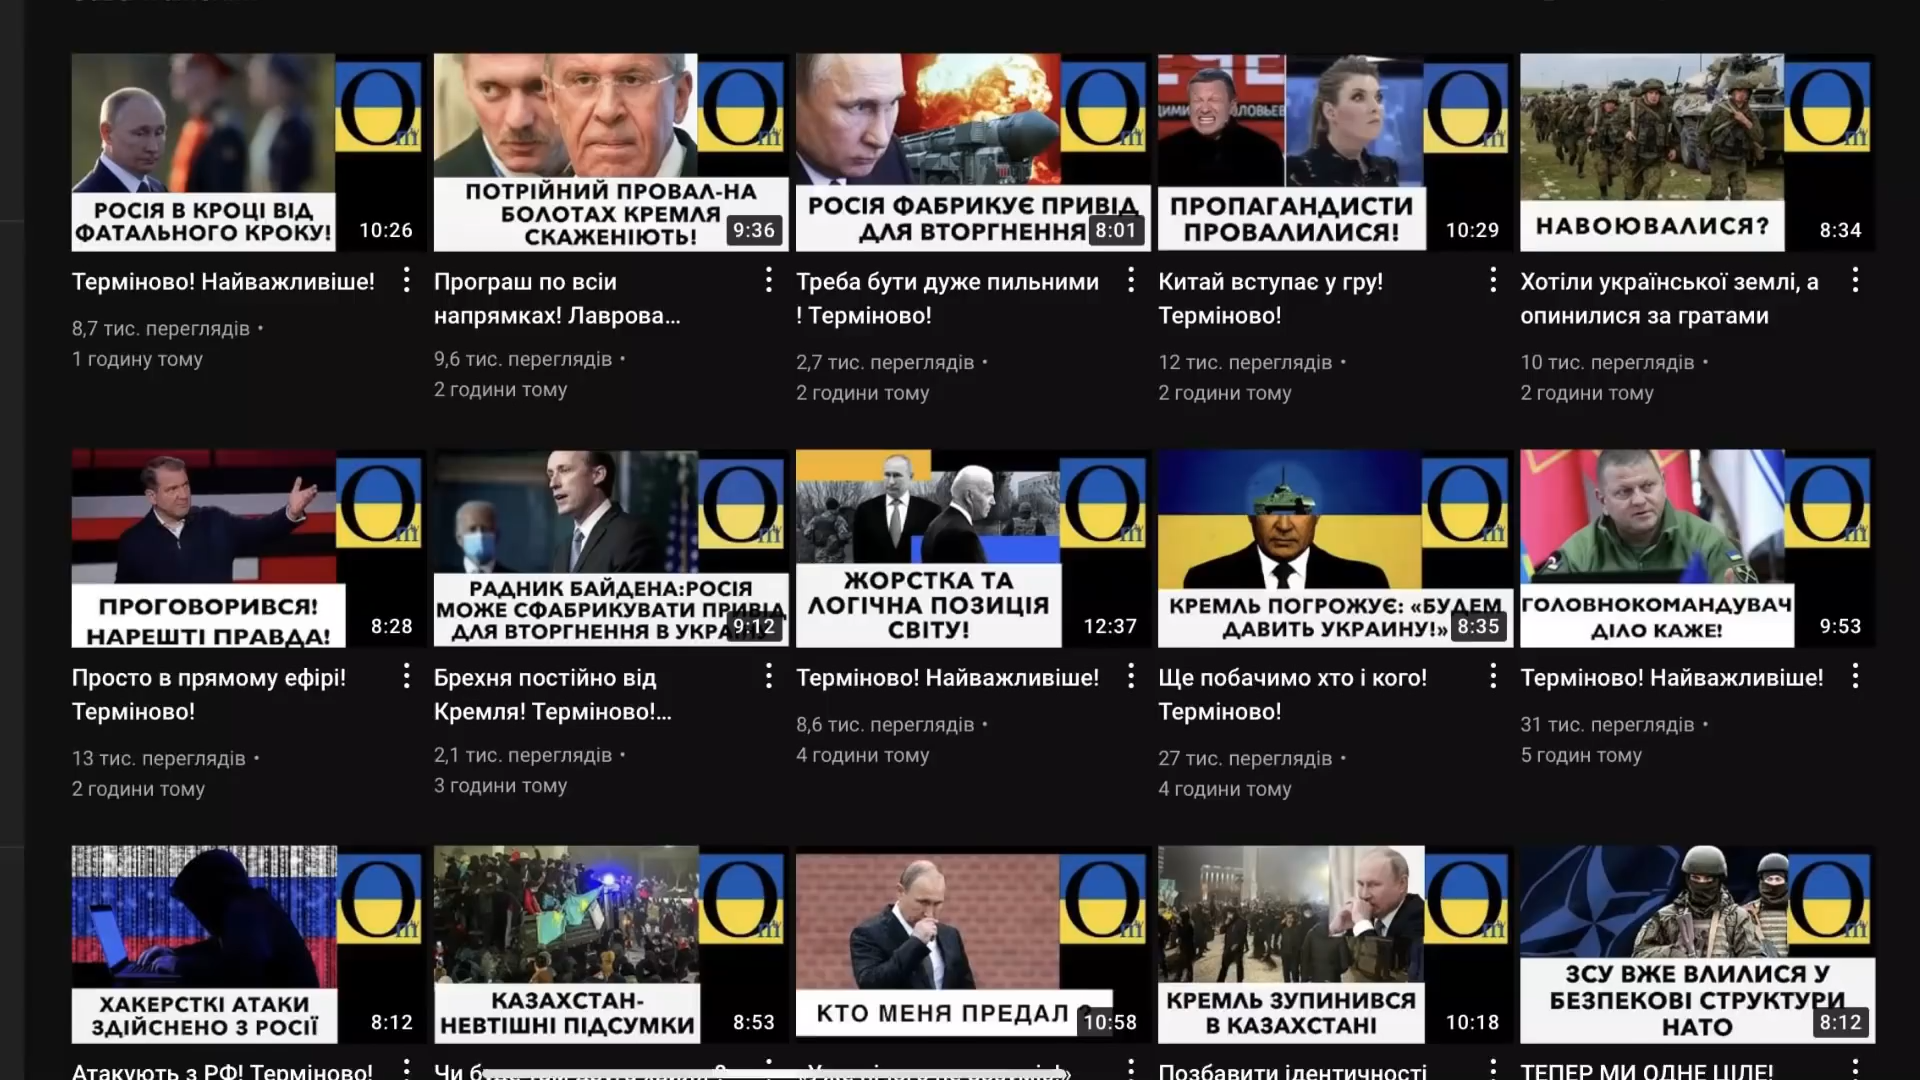 РОСІЯ В КРОЦІ ВІД
ФАТАЛЬНОГО КРОКУ!
10:26
Терміново! Найважливіше!
8,7 тис. переглядів •
1 годину тому
ПОТРІЙНИЙ ПРОВАЛ-НА
БОЛОТАХ КРЕМЛЯ
СКАЖЕНІЮТЬ!
9:36
Програш по всіи
напрямках! Лаврова...
9,6 тис. переглядів •
2 години тому
РОСІЯ ФАБРИКУЄ ПРИВІД
ДЛЯ ВТОРГНЕННЯ
8:01
Треба бути дуже пильними
! Терміново!
2,7 тис. переглядів •
2 години тому
ПРОПАГАНДИСТИ
ПРОВАЛИЛИСЯ!
10:29
Китай вступає у гру!
Терміново!
12 тис. переглядів •
2 години тому
НАВОЮВАЛИСЯ?
8:34
Хотіли української землі, а
опинилися за гратами
10 тис. переглядів •
2 години тому
ПРОГОВОРИВСЯ!
НАРЕШТІ ПРАВДА!
8:28
Просто в прямому ефірі!
Терміново!
13 тис. переглядів •
2 години тому
РАДНИК БАЙДЕНА:РОСІЯ
МОЖЕ СФАБРИКУВАТИ ПРИВІД
ДЛЯ ВТОРГНЕННЯ В
9:12
Брехня постійно від
Кремля! Терміново!...
2,1 тис. переглядів •
3 години тому
ЖОРСТКА ТА
ЛОГІЧНА ПОЗИЦІЯ
СВІТУ!
12:37
Терміново! Найважливіше!
8,6 тис. переглядів •
4 години тому
КРЕМЛЬ ПОГРОЖУЄ: «БУДЕМ
ДАВИТЬ УКРАИНУ!»
8:35
Ще побачимо хто і кого!
Терміново!
27 тис. переглядів •
4 години тому
ГОЛОВНОКОМАНДУВАЧ
ДІЛО КАЖЕ!
9:53
Терміново! Найважливіше!
31 тис. переглядів •
5 годин тому
ХАКЕРСТКІ АТАКИ
ЗДІЙСНЕНО З РОСІЇ
8:12
Атакують з РФ! Терміново!
КАЗАХСТАН-
НЕВТІШНІ ПІДСУМКИ
8:53
Чи
КТО МЕНЯ ПРЕДАЛ ?
10:58
КРЕМЛЬ ЗУПИНИВСЯ
В КАЗАХСТАНІ
10:18
Позбавити ідентичності
ЗСУ ВЖЕ ВЛИЛИСЯ У
БЕЗПЕКОВІ СТРУКТУРИ
НАТО
8:12
ТЕПЕР МИ ОДНЕ ЦІЛЕ!